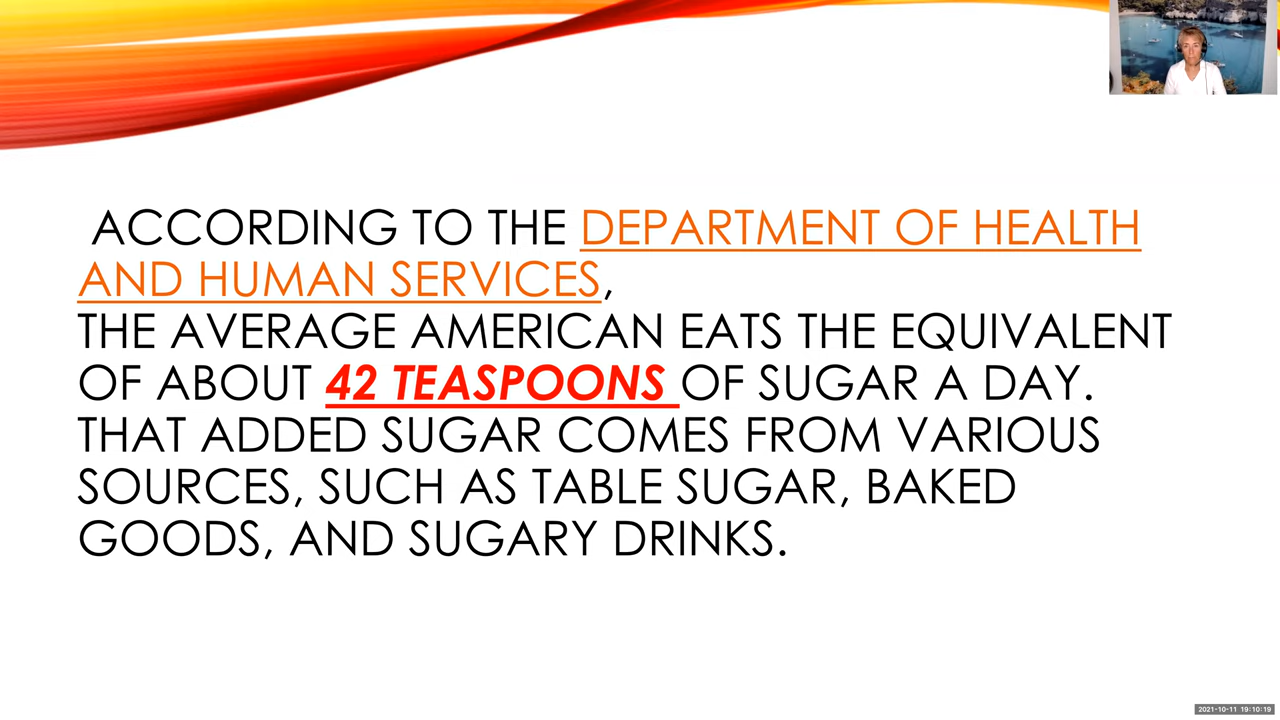 ACCORDING TO THE DEPARTMENT OF HEALTH
AND HUMAN SERVICES,
THE AVERAGE AMERICAN EATS THE EQUIVALENT
OF ABOUT 42 TEASPOONS OF SUGAR A DAY.
THAT ADDED SUGAR COMES FROM VARIOUS
SOURCES, SUCH AS TABLE SUGAR, BAKED
GOODS, AND SUGARY DRINKS.
2021-10-11 19:10:19